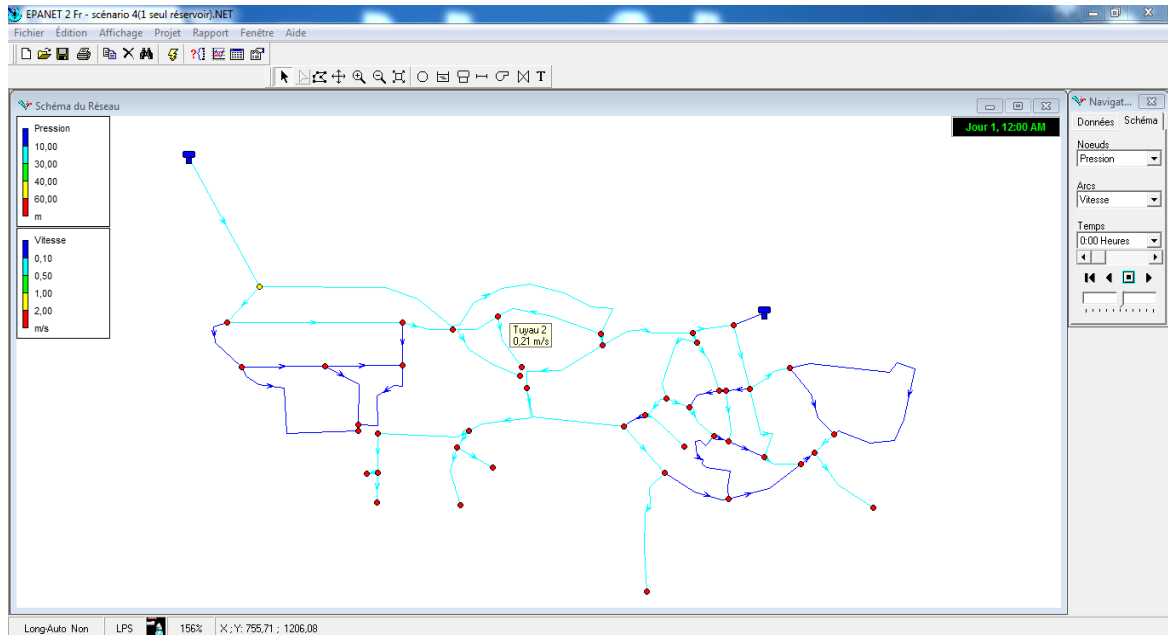 EPANET 2 Fr - scénario 4(1 seul réservoir).NET
Fichier Édition Affichage Projet Rapport Fenêtre Aide
T
Schéma du Réseau
Pression
10,00
30,00
40,00
60,00
m
Vitesse
0,10
0,50
1,00
2,00
m/s
Jour 1, 12:00 AM
Tuyau 2
0,21 m/s
Navigat...
Données Schéma
Noeuds
Pression
Arcs
Vitesse
Temps
0:00 Heures
Long-Auto Non LPS 156% X ; Y: 755,71 ; 1206,08